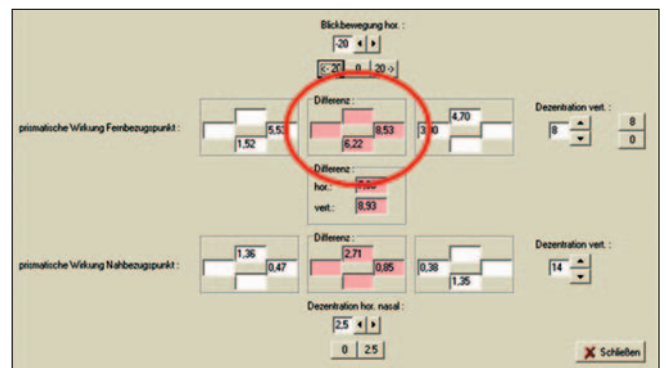 Blickbewegung hor. :
-20
<- 20 0 20 ->
Differenz :
Dezentration vert. :
4,70
prismatische Wirkung Fernbezugspunkt : 5,53 8,53 8 8
1,52 6,22 0
Differenz :
hor.:
vert.: 8,93
Differenz :
Dezentration vert. :
1,36 2,71
prismatische Wirkung Nahbezugspunkt : 0,47 0,85 0,38 14
1,35
Dezentration hor. nasal :
2.5
0 2.5
Schließen